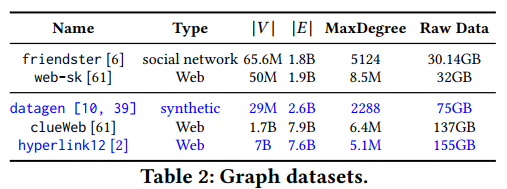 Name Type |V| |E| MaxDegree Raw Data
friendster [6] social network 65.6M 1.8B 5124 30.14GB
web-sk [61] Web 50M 1.9B 8.5M 32GB
datagen [10, 39] synthetic 29M 2.6B 2288 75GB
clueWeb [61] Web 1.7B 7.9B 6.4M 137GB
hyperlink12 [2] Web 7B 7.6B 5.1M 155GB
Table 2: Graph datasets.